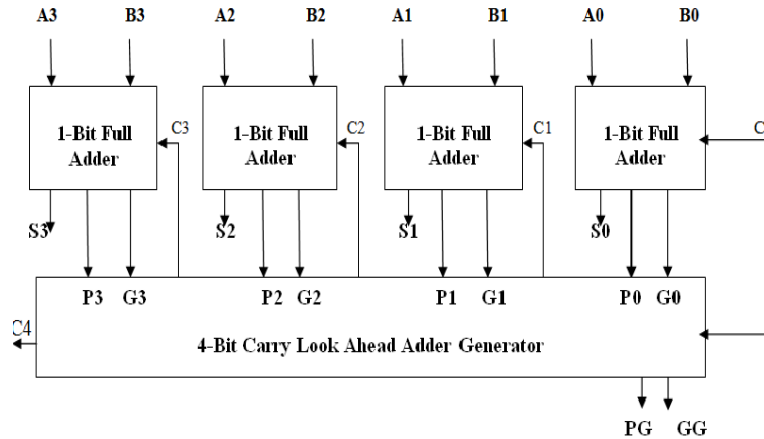 A3 B3 A2 B2 A1 B1 A0 B0
1-Bit Full Adder C3 1-Bit Full Adder C2 1-Bit Full Adder C1 1-Bit Full Adder C
S3 S2 S1 S0
P3 G3 P2 G2 P1 G1 P0 G0
C4
4-Bit Carry Look Ahead Adder Generator
PG GG